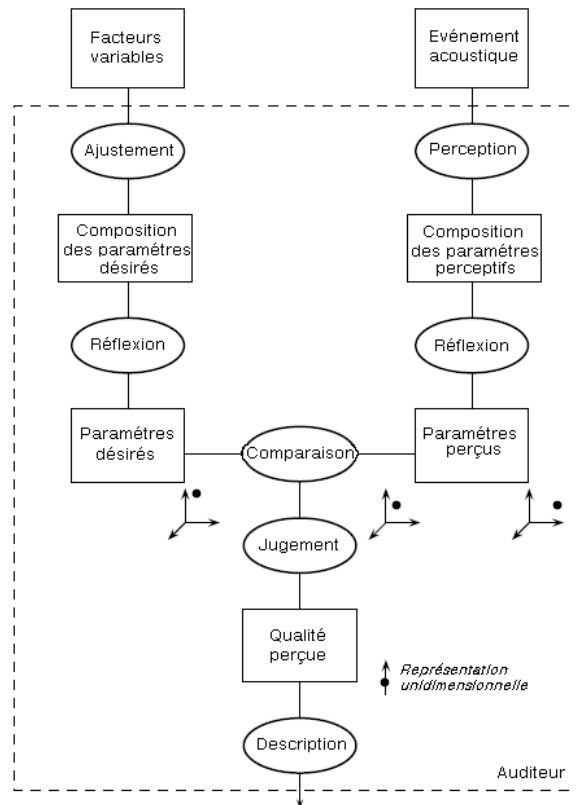 Facteurs
variables
Evénement
acoustique
Ajustement
Perception
Composition
des paramétres
désirés
Composition
des paramétres
perceptifs
Réflexion
Réflexion
Paramétres
désirés
Comparaison
Paramétres
perçus
Jugement
Qualité
perçue
Représentation
unidimensionnelle
Description
Auditeur